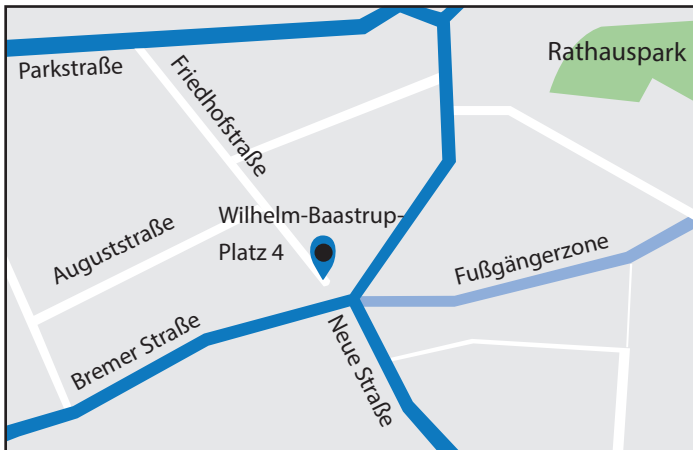 Rathauspark
Parkstraße
Friedhofstraße
Wilhelm-Baastrup-
Platz 4
Auguststraße
Fußgängerzone
Bremer Straße
Neue Straße